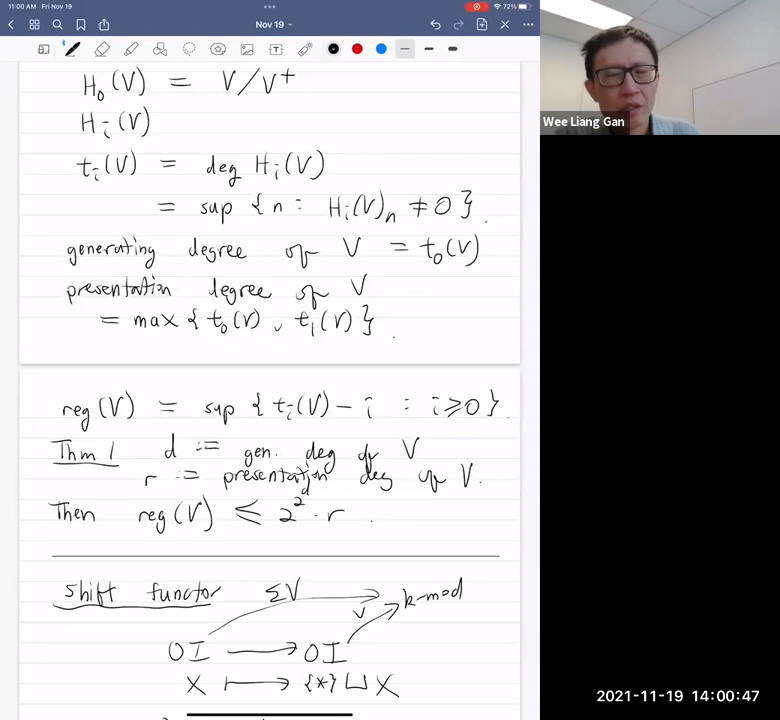 11:00 AM Fri Nov 19
72%
Nov 19
H₀(V) = V/V⁺
Hᵢ(V)
tᵢ(V) = deg Hᵢ(V)
= sup {n : Hᵢ(V)ₙ ≠ 0}.
generating degree of V = t₀(V)
presentation degree of V
= max {t₀(V), t₁(V)}.
reg(V) = sup {tᵢ(V) - i : i ≥ 0}.
Thm 1 d := gen. deg of V
r := presentation deg of V.
Then reg(V) ≤ 2^{2^d} · r.
Shift functor ΣV
V k-mod
OI → OI
X ↦ {*} ⊔ X
Wee Liang Gan
2021-11-19 14:00:47